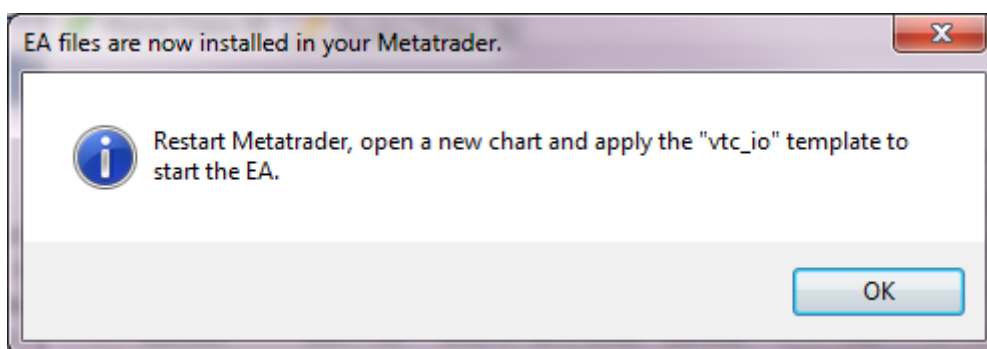 EA files are now installed in your Metatrader.
Restart Metatrader, open a new chart and apply the "vtc_io" template to
start the EA.
OK